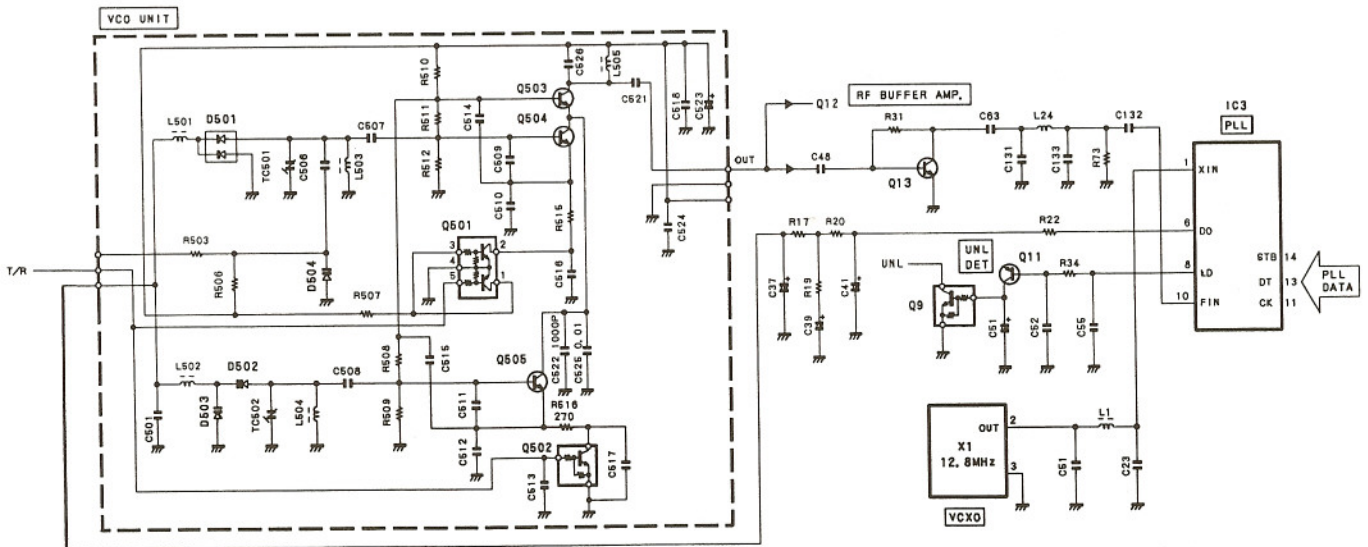 VCO UNIT
R510
C526
L505
Q503
R511
C514
Q504
C521
C518
C523
Q12
RF BUFFER AMP.
IC3
PLL
L501
D501
C507
R512
C509
R31
C63
L24
C132
TC501
C506
L503
C510
OUT
C48
Q13
C131
C133
R73
1
XIN
R515
C524
Q501
3
2
4
5
1
R503
T/R
R506
D504
R507
C516
R17
R20
R22
6
DO
UNL DET
Q11
R34
UNL
8
LD
STB
14
DT
13
CK
11
PLL DATA
10
FIN
C37
R19
C39
C41
Q9
C51
C52
C55
R508
C515
Q505
C522 1000P
C525 0.01
L502
D502
C508
C501
D503
TC502
L504
R509
C511
R516
270
C512
Q502
C513
C517
X1
12.8MHz
OUT
2
3
L1
C61
C23
VCXO